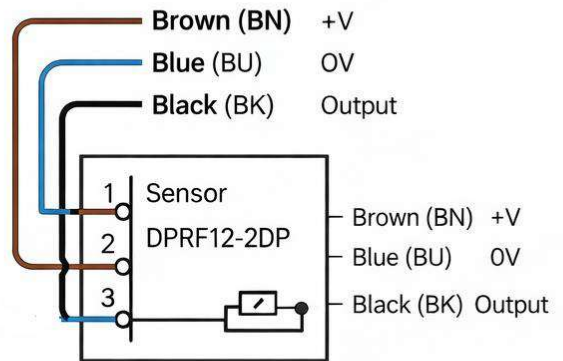 Brown (BN) +V
Blue (BU) 0V
Black (BK) Output
1 Sensor
DPRF12-2DP
2
3
Brown (BN) +V
Blue (BU) 0V
Black (BK) Output